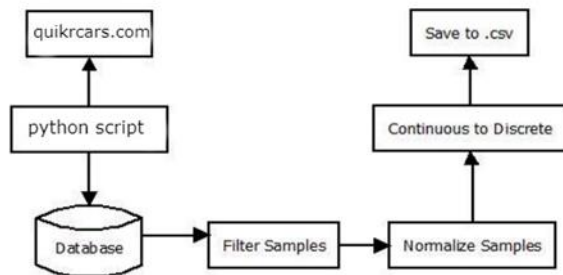 quikrcars.com
python script
Database
Filter Samples
Normalize Samples
Continuous to Discrete
Save to .csv